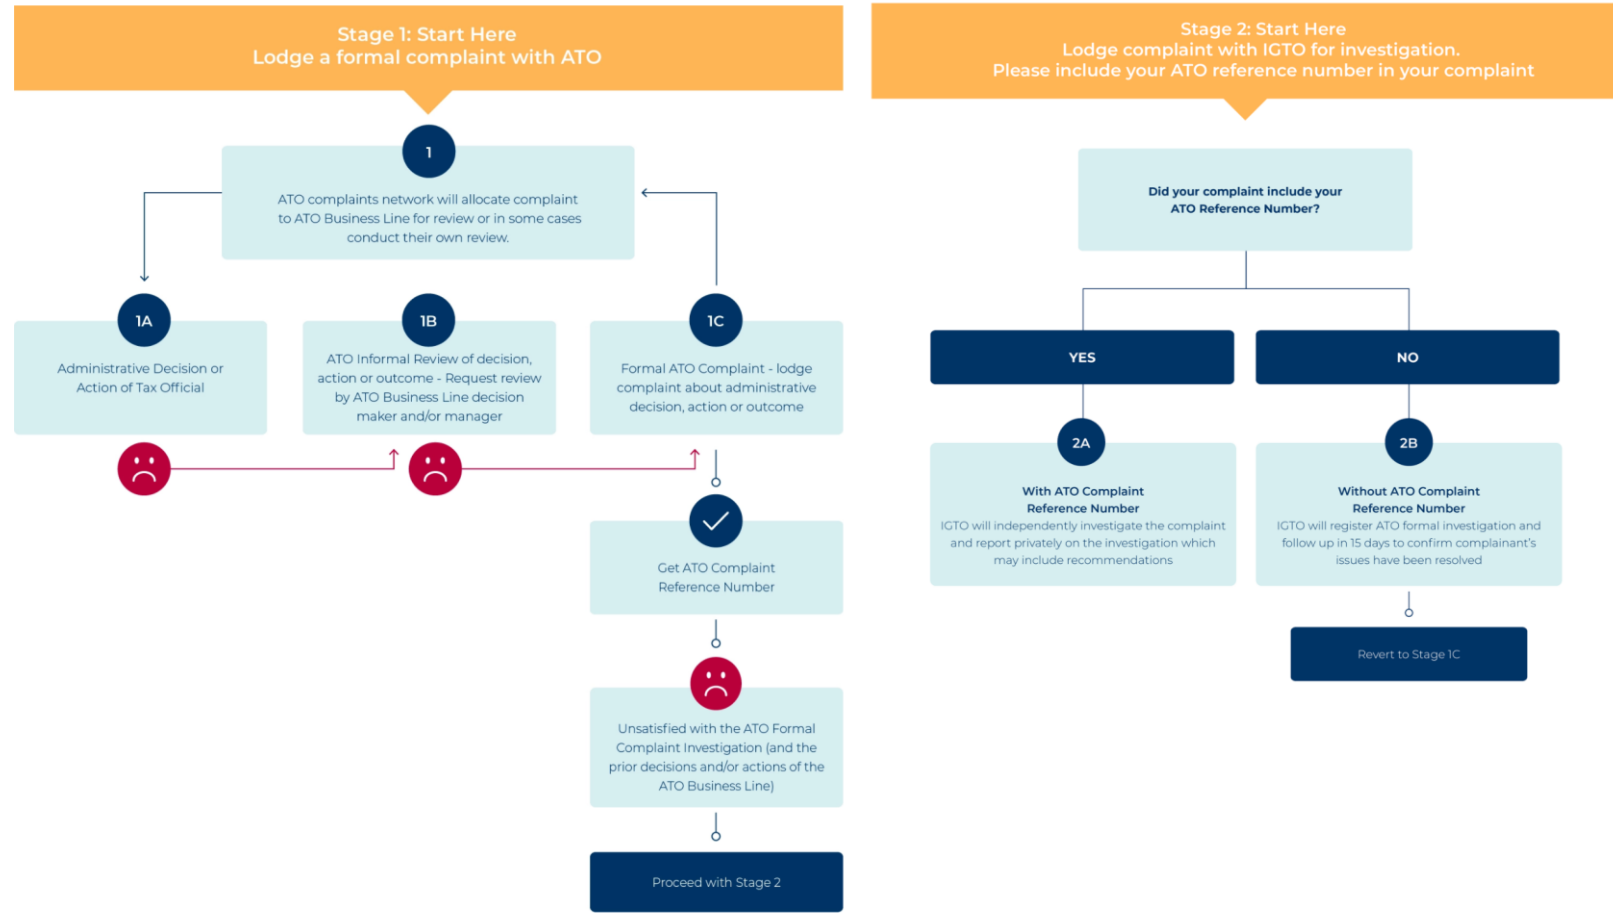 Stage 1: Start Here
Lodge a formal complaint with ATO
1
ATO complaints network will allocate complaint
to ATO Business Line for review or in some cases
conduct their own review.
1A
Administrative Decision or
Action of Tax Official
1B
ATO Informal Review of decision,
action or outcome - Request review
by ATO Business Line decision
maker and/or manager
1C
Formal ATO Complaint - lodge
complaint about administrative
decision, action or outcome
Get ATO Complaint
Reference Number
Unsatisfied with the ATO Formal
Complaint Investigation (and the
prior decisions and/or actions of the
ATO Business Line)
Proceed with Stage 2
Stage 2: Start Here
Lodge complaint with IGTO for investigation.
Please include your ATO reference number in your complaint
Did your complaint include your
ATO Reference Number?
YES
NO
2A
With ATO Complaint
Reference Number
IGTO will independently investigate the complaint
and report privately on the investigation which
may include recommendations
2B
Without ATO Complaint
Reference Number
IGTO will register ATO formal investigation and
follow up in 15 days to confirm complainant's
issues have been resolved
Revert to Stage 1C